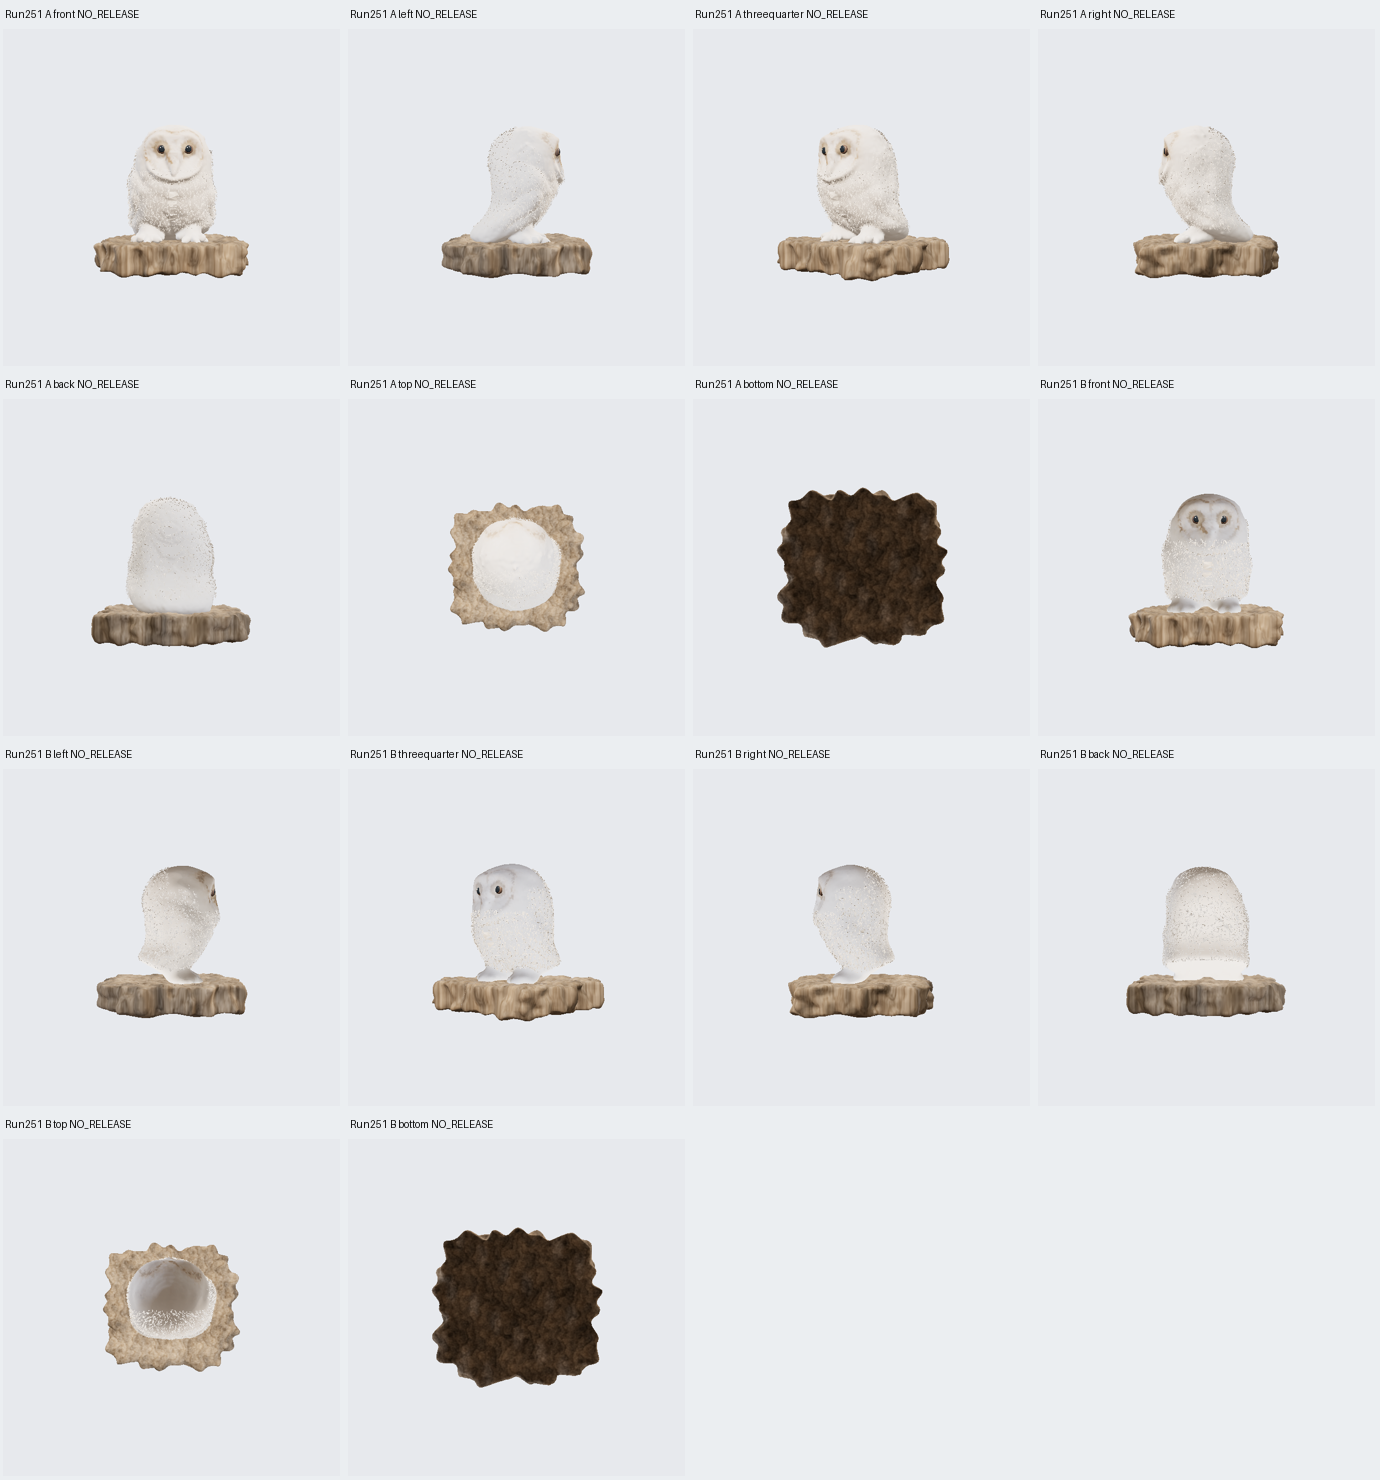 Run251 A front NO_RELEASE
Run251 A left NO_RELEASE
Run251 A threequarter NO_RELEASE
Run251 A right NO_RELEASE
Run251 A back NO_RELEASE
Run251 A top NO_RELEASE
Run251 A bottom NO_RELEASE
Run251 B front NO_RELEASE
Run251 B left NO_RELEASE
Run251 B threequarter NO_RELEASE
Run251 B right NO_RELEASE
Run251 B back NO_RELEASE
Run251 B top NO_RELEASE
Run251 B bottom NO_RELEASE